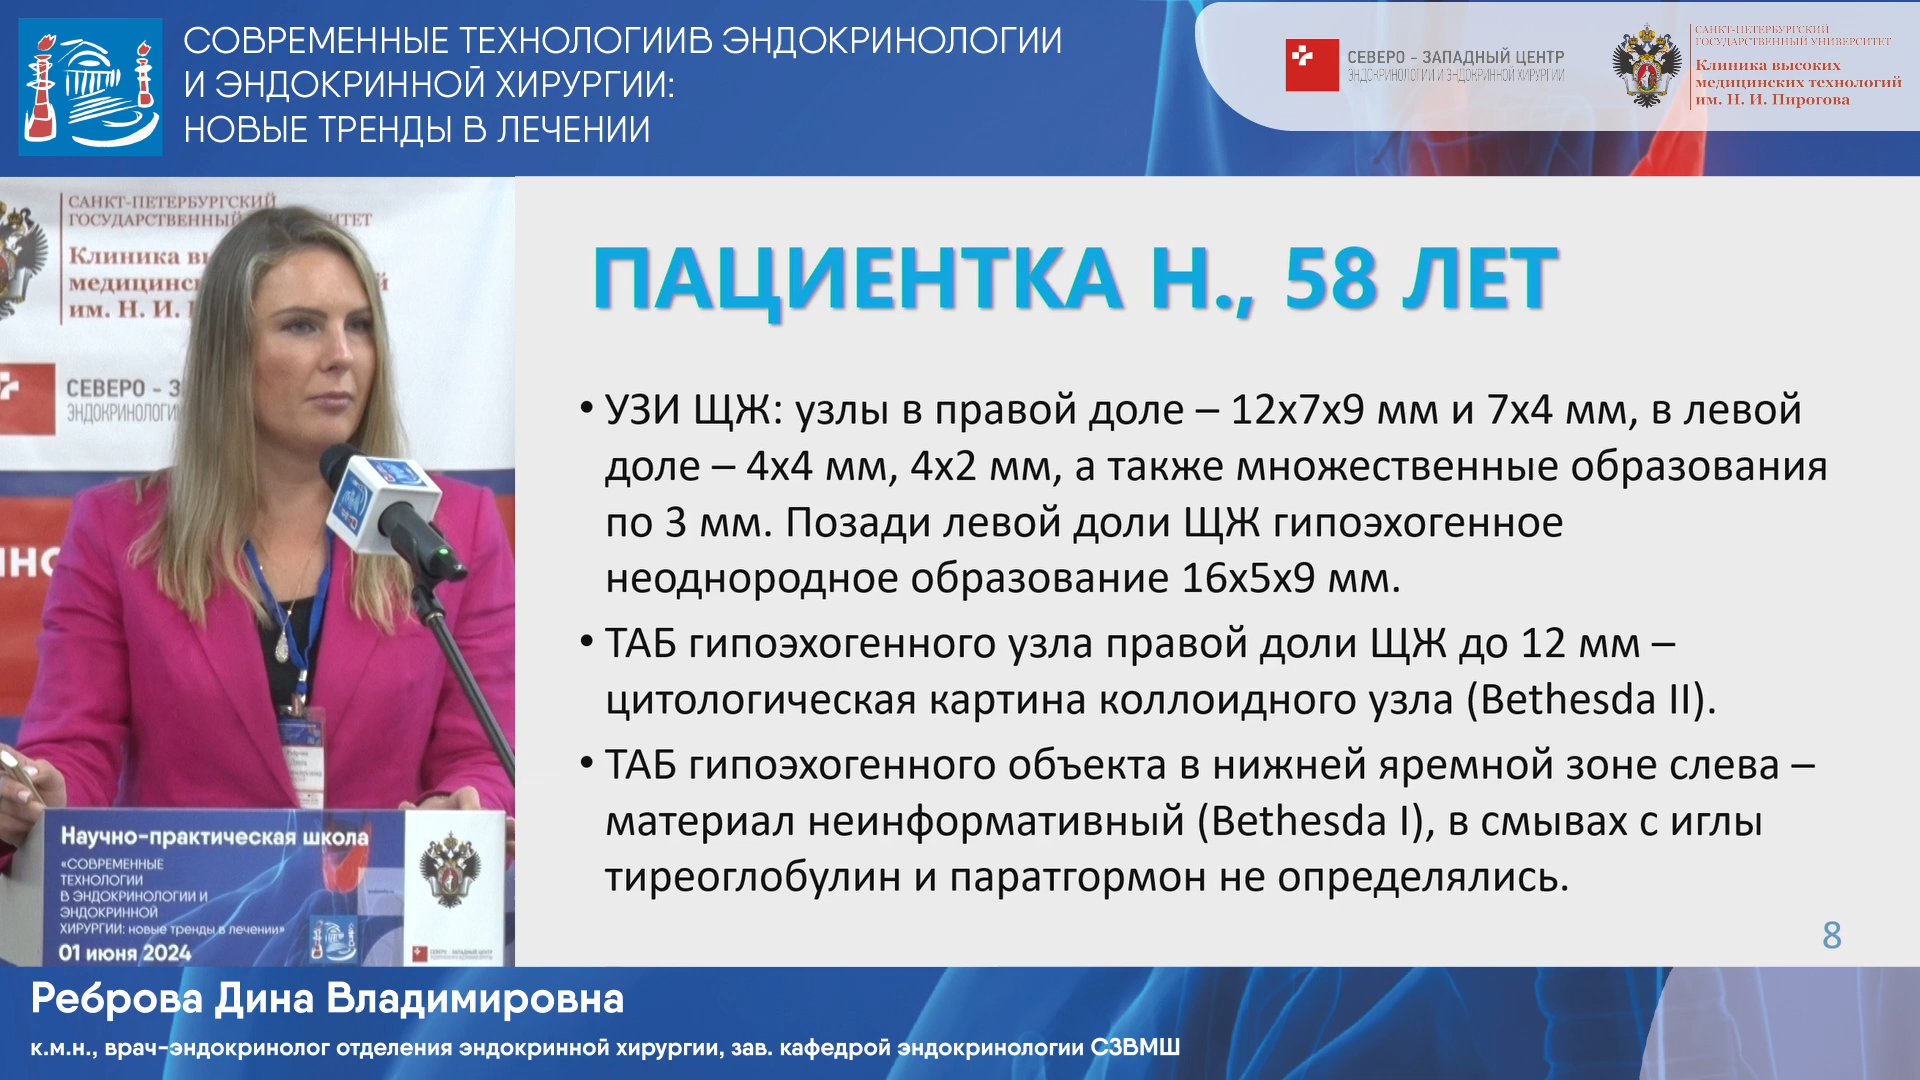 СОВРЕМЕННЫЕ ТЕХНОЛОГИИВ ЭНДОКРИНОЛОГИИ
И ЭНДОКРИННОЙ ХИРУРГИИ:
НОВЫЕ ТРЕНДЫ В ЛЕЧЕНИИ
СЕВЕРО - ЗАПАДНЫЙ ЦЕНТР
ЭНДОКРИНОЛОГИИ И ЭНДОКРИННОЙ ХИРУРГИИ
САНКТ-ПЕТЕРБУРГСКИЙ
ГОСУДАРСТВЕННЫЙ УНИВЕРСИТЕТ
Клиника высоких
медицинских технологий
им. Н. И. Пирогова
САНКТ-ПЕТЕРБУРГСКИЙ
ГОСУДАРСТВЕННЫЙ
Клиника
им. Н. И.
СЕВЕРО -
ПАЦИЕНТКА Н., 58 ЛЕТ
• УЗИ ЩЖ: узлы в правой доле – 12х7х9 мм и 7х4 мм, в левой
доле – 4х4 мм, 4х2 мм, а также множественные образования
по 3 мм. Позади левой доли ЩЖ гипоэхогенное
неоднородное образование 16х5х9 мм.
• ТАБ гипоэхогенного узла правой доли ЩЖ до 12 мм –
цитологическая картина коллоидного узла (Bethesda II).
• ТАБ гипоэхогенного объекта в нижней яремной зоне слева –
материал неинформативный (Bethesda I), в смывах с иглы
тиреоглобулин и паратгормон не определялись.
8
Научно-практическая школа
«СОВРЕМЕННЫЕ
ТЕХНОЛОГИИ
В ЭНДОКРИНОЛОГИИ И
ЭНДОКРИННОЙ
ХИРУРГИИ: новые тренды в лечении»
01 июня 2024
Реброва Дина Владимировна
к.м.н., врач-эндокринолог отделения эндокринной хирургии, зав. кафедрой эндокринологии СЗВМШ